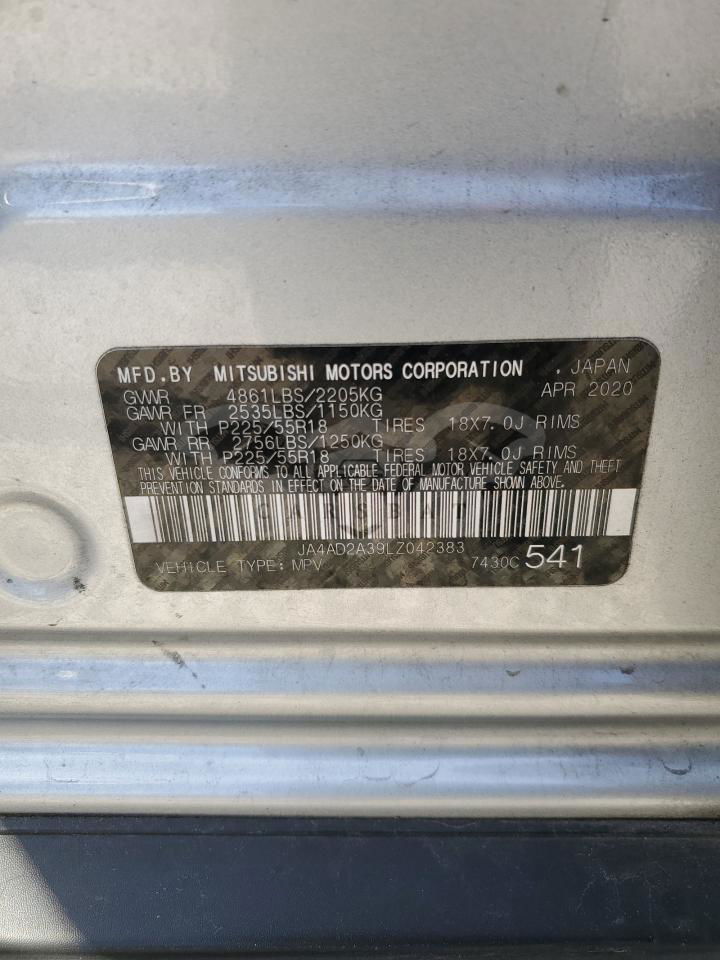 MFD.BY MITSUBISHI MOTORS CORPORATION . JAPAN
GVWR 4861LBS/2205KG APR 2020
GAWR FR 2535LBS/1150KG
WITH P225/55R18 TIRES 18X7.0J RIMS
GAWR RR 2756LBS/1250KG
WITH P225/55R18 TIRES 18X7.0J RIMS
THIS VEHICLE CONFORMS TO ALL APPLICABLE FEDERAL MOTOR VEHICLE SAFETY AND THEFT
PREVENTION STANDARDS IN EFFECT ON THE DATE OF MANUFACTURE SHOWN ABOVE.
CARSBAT
JA4AD2A39LZ042383
VEHICLE TYPE: MPV 7430C 541